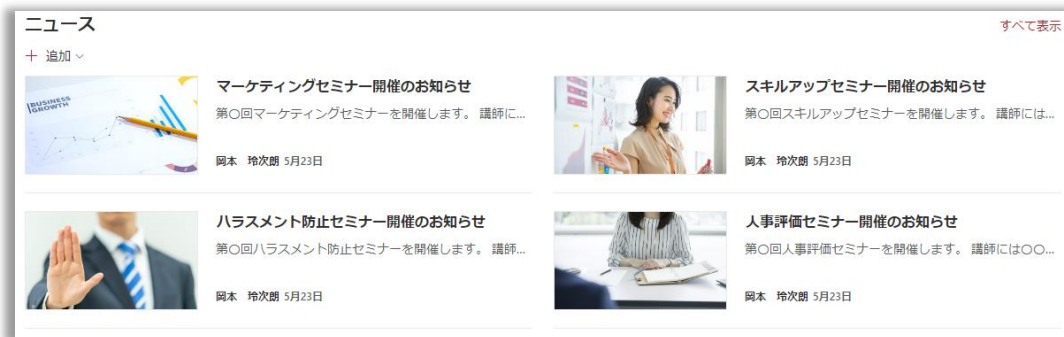 ニュース
すべて表示
＋ 追加
BUSINESS
GROWTH
マーケティングセミナー開催のお知らせ
第〇回マーケティングセミナーを開催します。 講師に...
岡本 玲次朗 5月23日
スキルアップセミナー開催のお知らせ
第〇回スキルアップセミナーを開催します。 講師には...
岡本 玲次朗 5月23日
ハラスメント防止セミナー開催のお知らせ
第〇回ハラスメント防止セミナーを開催します。 講師...
岡本 玲次朗 5月23日
人事評価セミナー開催のお知らせ
第〇回人事評価セミナーを開催します。 講師には〇〇...
岡本 玲次朗 5月23日